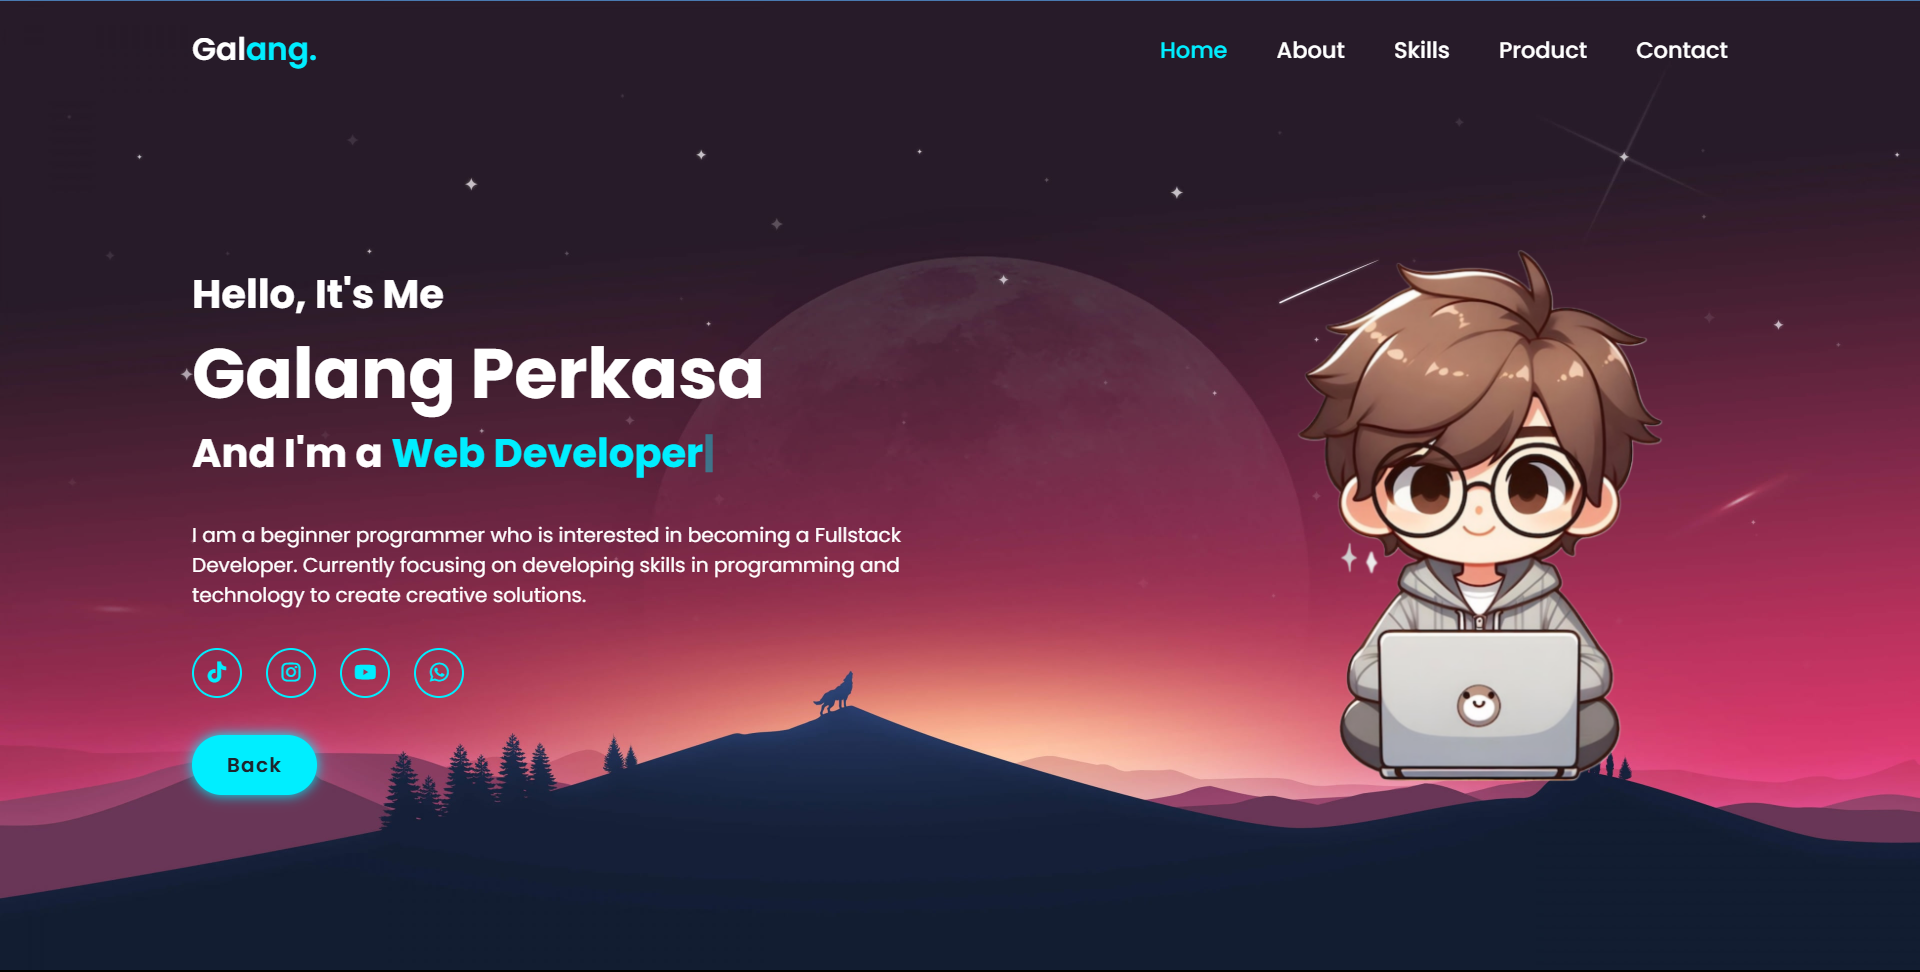 Galang.
Home About Skills Product Contact
Hello, It's Me
Galang Perkasa
And I'm a Web Developer
I am a beginner programmer who is interested in becoming a Fullstack
Developer. Currently focusing on developing skills in programming and
technology to create creative solutions.
Back